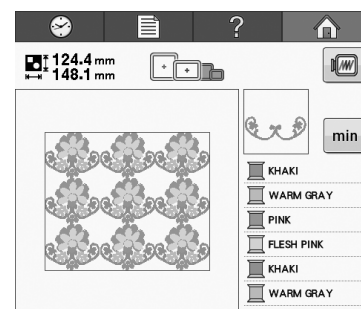 ?
124.4 mm
148.1 mm
min
KHAKI
WARM GRAY
PINK
FLESH PINK
KHAKI
WARM GRAY